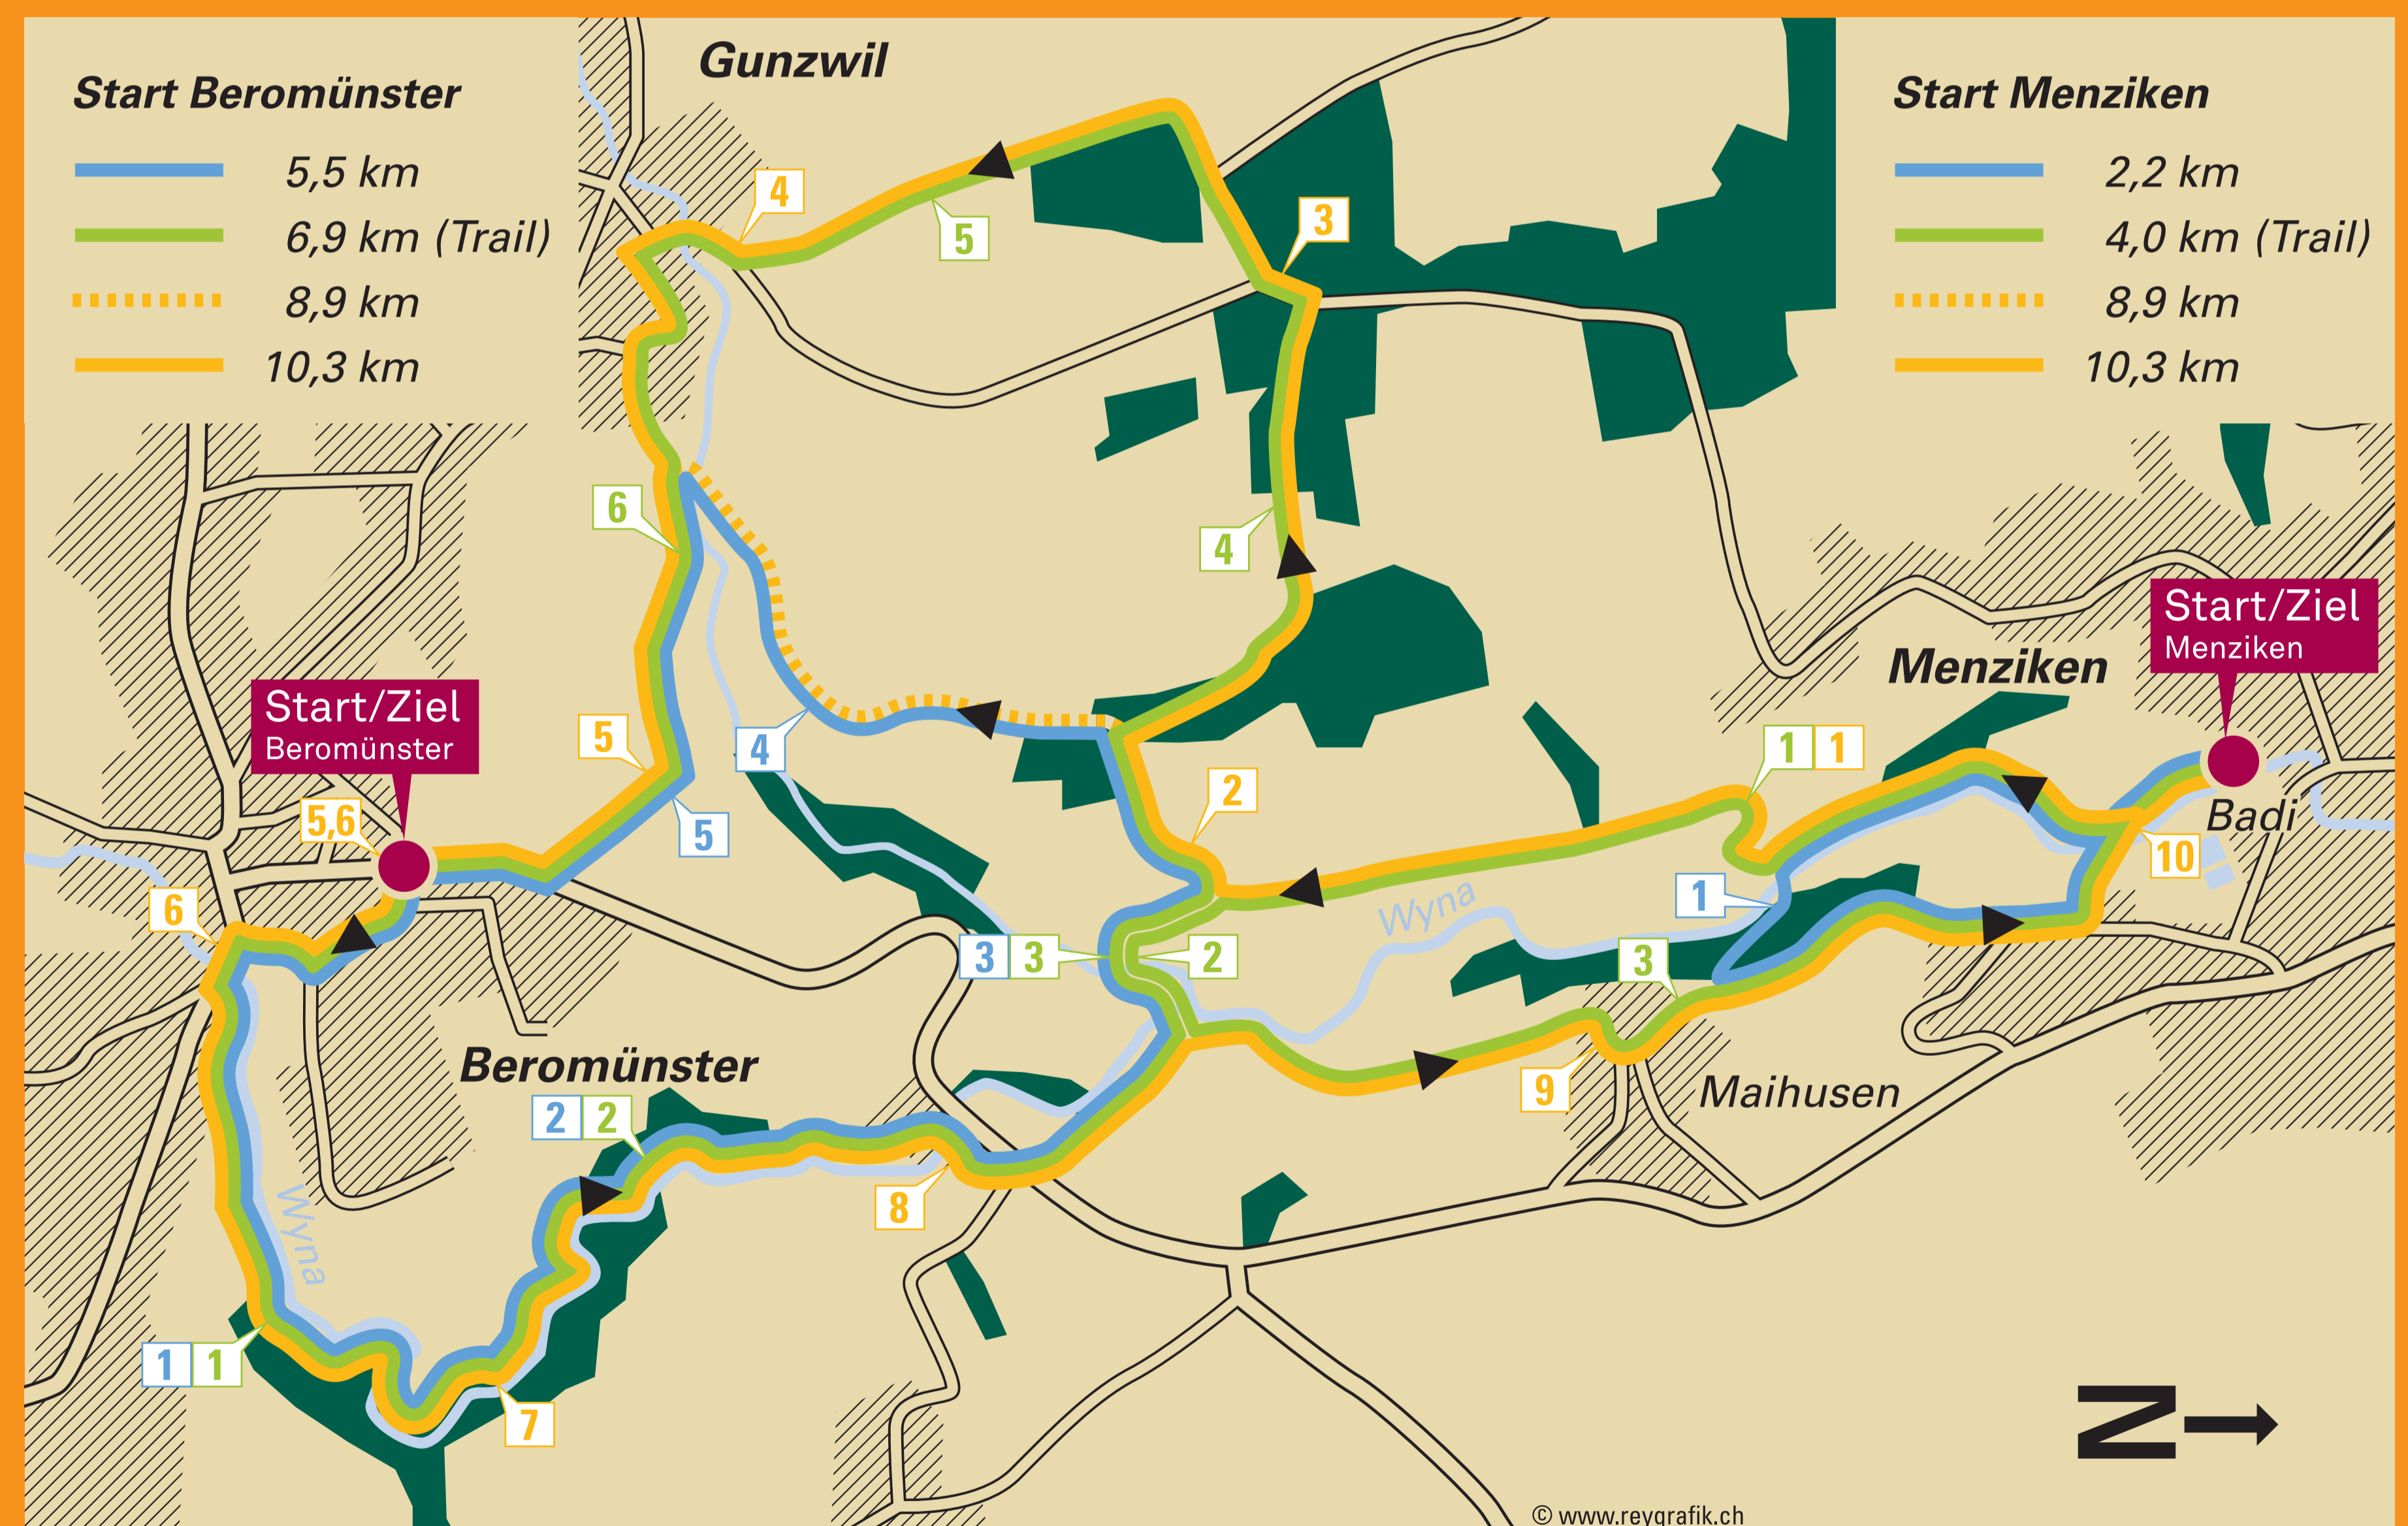 Start Beromünster
5,5 km
6,9 km (Trail)
8,9 km
10,3 km
Gunzwil
Start Menziken
2,2 km
4,0 km (Trail)
8,9 km
10,3 km
4
5
3
6
4
Start/Ziel
Menziken
Menziken
Start/Ziel
Beromünster
5
4
2
1 1
5
5,6
Badi
10
6
1
Wyna
3 3
2
3
Beromünster
2 2
9
Maihusen
8
Wyna
1 1
7
N
© www.reygrafik.ch